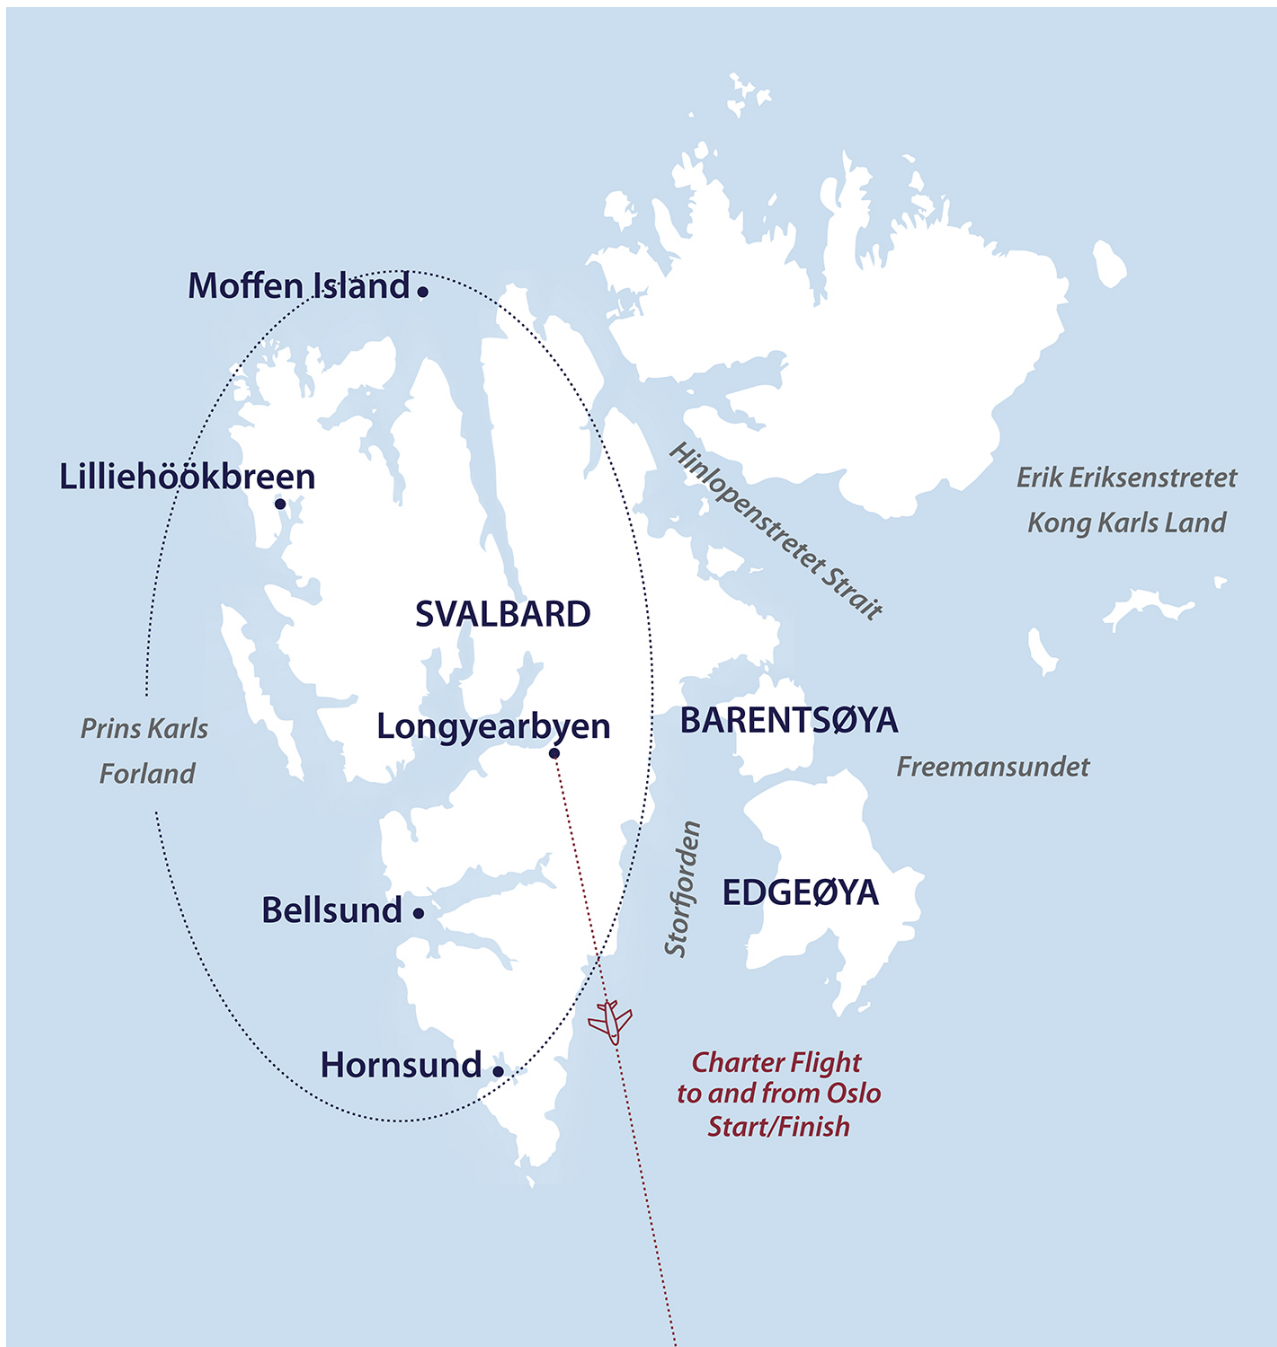 Moffen Island
Lilliehöökbreen
Hinlopenstretet Strait
Erik Eriksenstretet
Kong Karls Land
SVALBARD
Prins Karls
Forland
Longyearbyen
BARENTSØYA
Freemansundet
Storfjorden
EDGEØYA
Bellsund
Hornsund
Charter Flight
to and from Oslo
Start/Finish